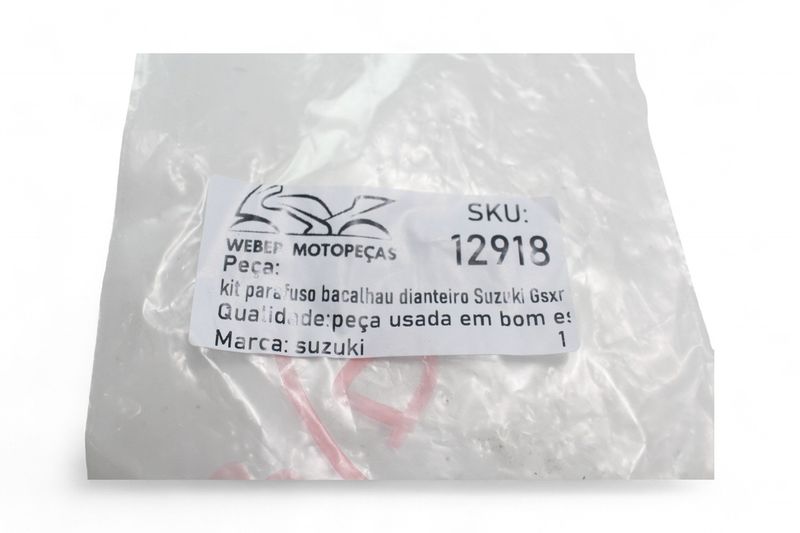 SKU:
WEBER MOTOPEÇAS 12918
Peça:
kit parafuso bacalhau dianteiro Suzuki Gsxr
Qualidade:peça usada em bom es
Marca: suzuki 1